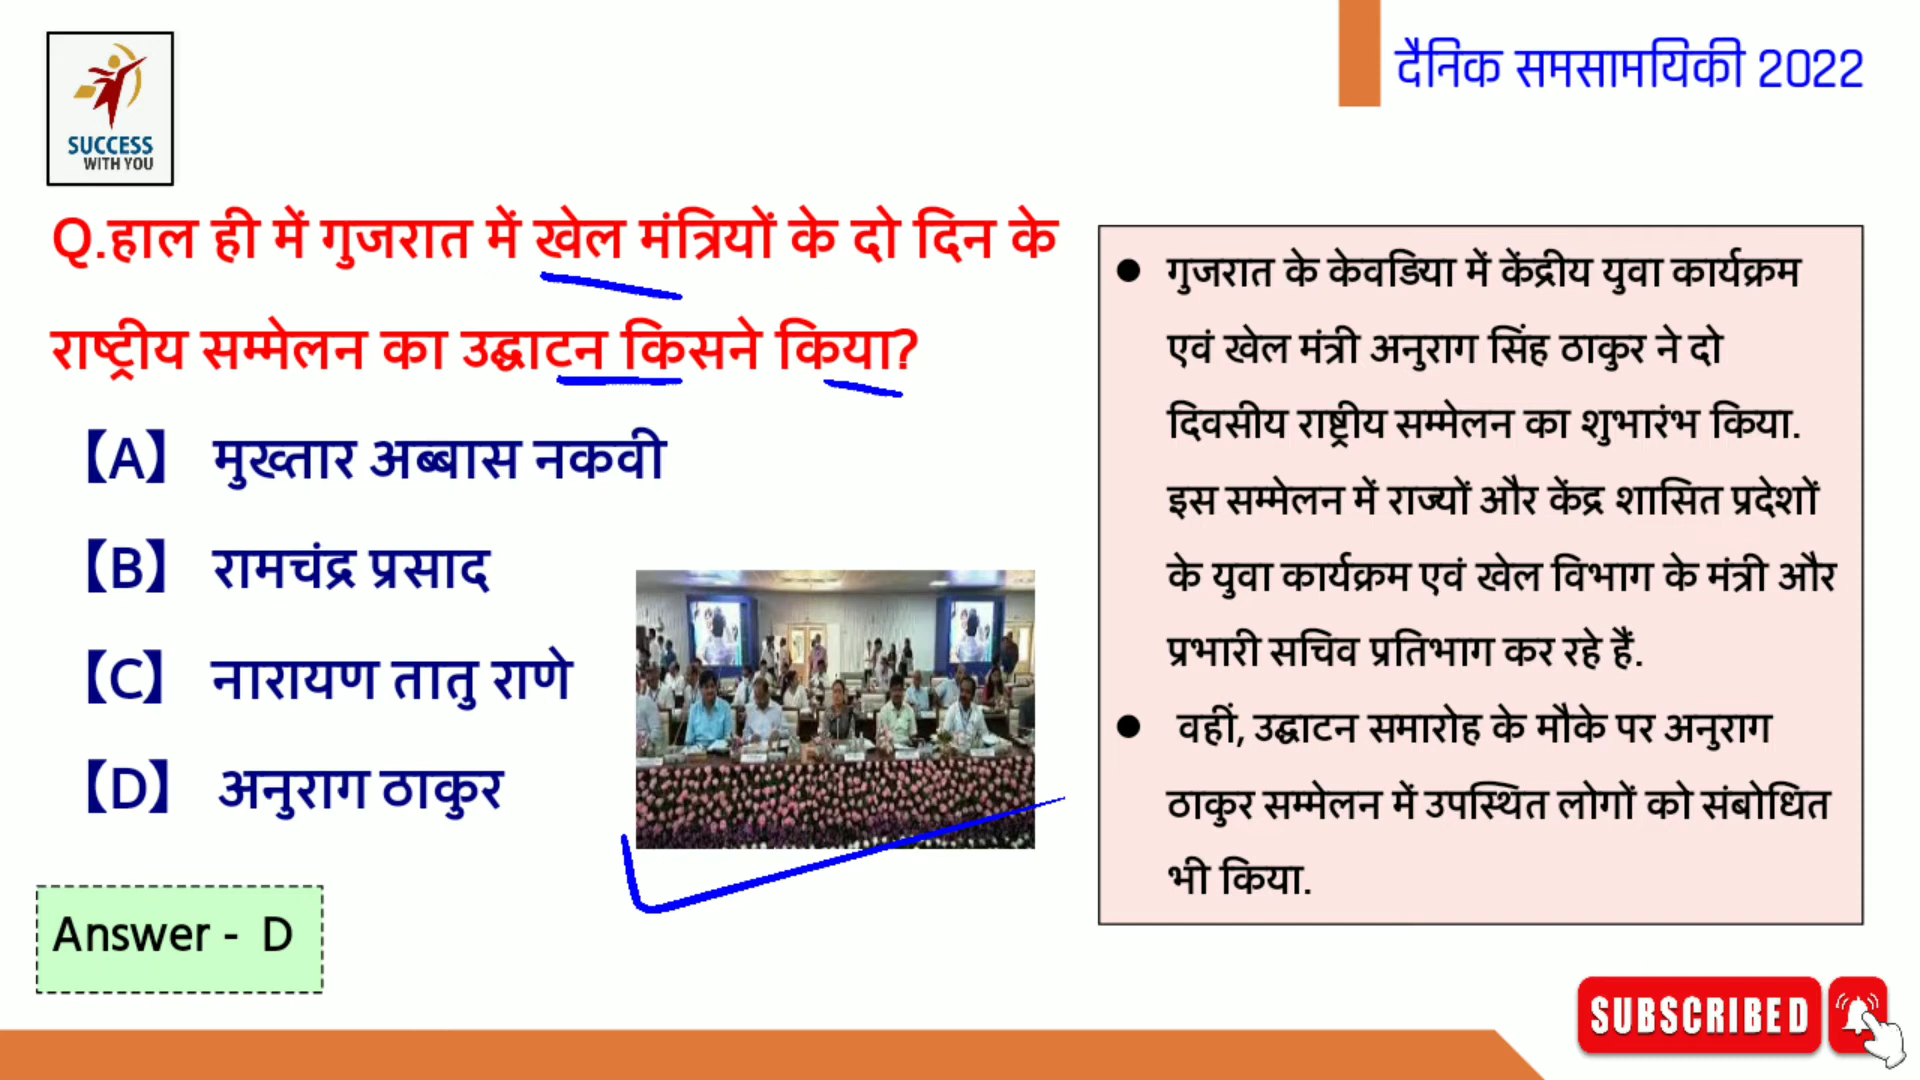 SUCCESS
WITH YOU
दैनिक समसामयिकी 2022
Q.हाल ही में गुजरात में खेल मंत्रियों के दो दिन के
राष्ट्रीय सम्मेलन का उद्घाटन किसने किया?
【A】 मुख्तार अब्बास नकवी
【B】 रामचंद्र प्रसाद
【C】 नारायण तातु राणे
【D】 अनुराग ठाकुर
Answer - D
● गुजरात के केवडिया में केंद्रीय युवा कार्यक्रम
एवं खेल मंत्री अनुराग सिंह ठाकुर ने दो
दिवसीय राष्ट्रीय सम्मेलन का शुभारंभ किया.
इस सम्मेलन में राज्यों और केंद्र शासित प्रदेशों
के युवा कार्यक्रम एवं खेल विभाग के मंत्री और
प्रभारी सचिव प्रतिभाग कर रहे हैं.
● वहीं, उद्घाटन समारोह के मौके पर अनुराग
ठाकुर सम्मेलन में उपस्थित लोगों को संबोधित
भी किया.
SUBSCRIBED